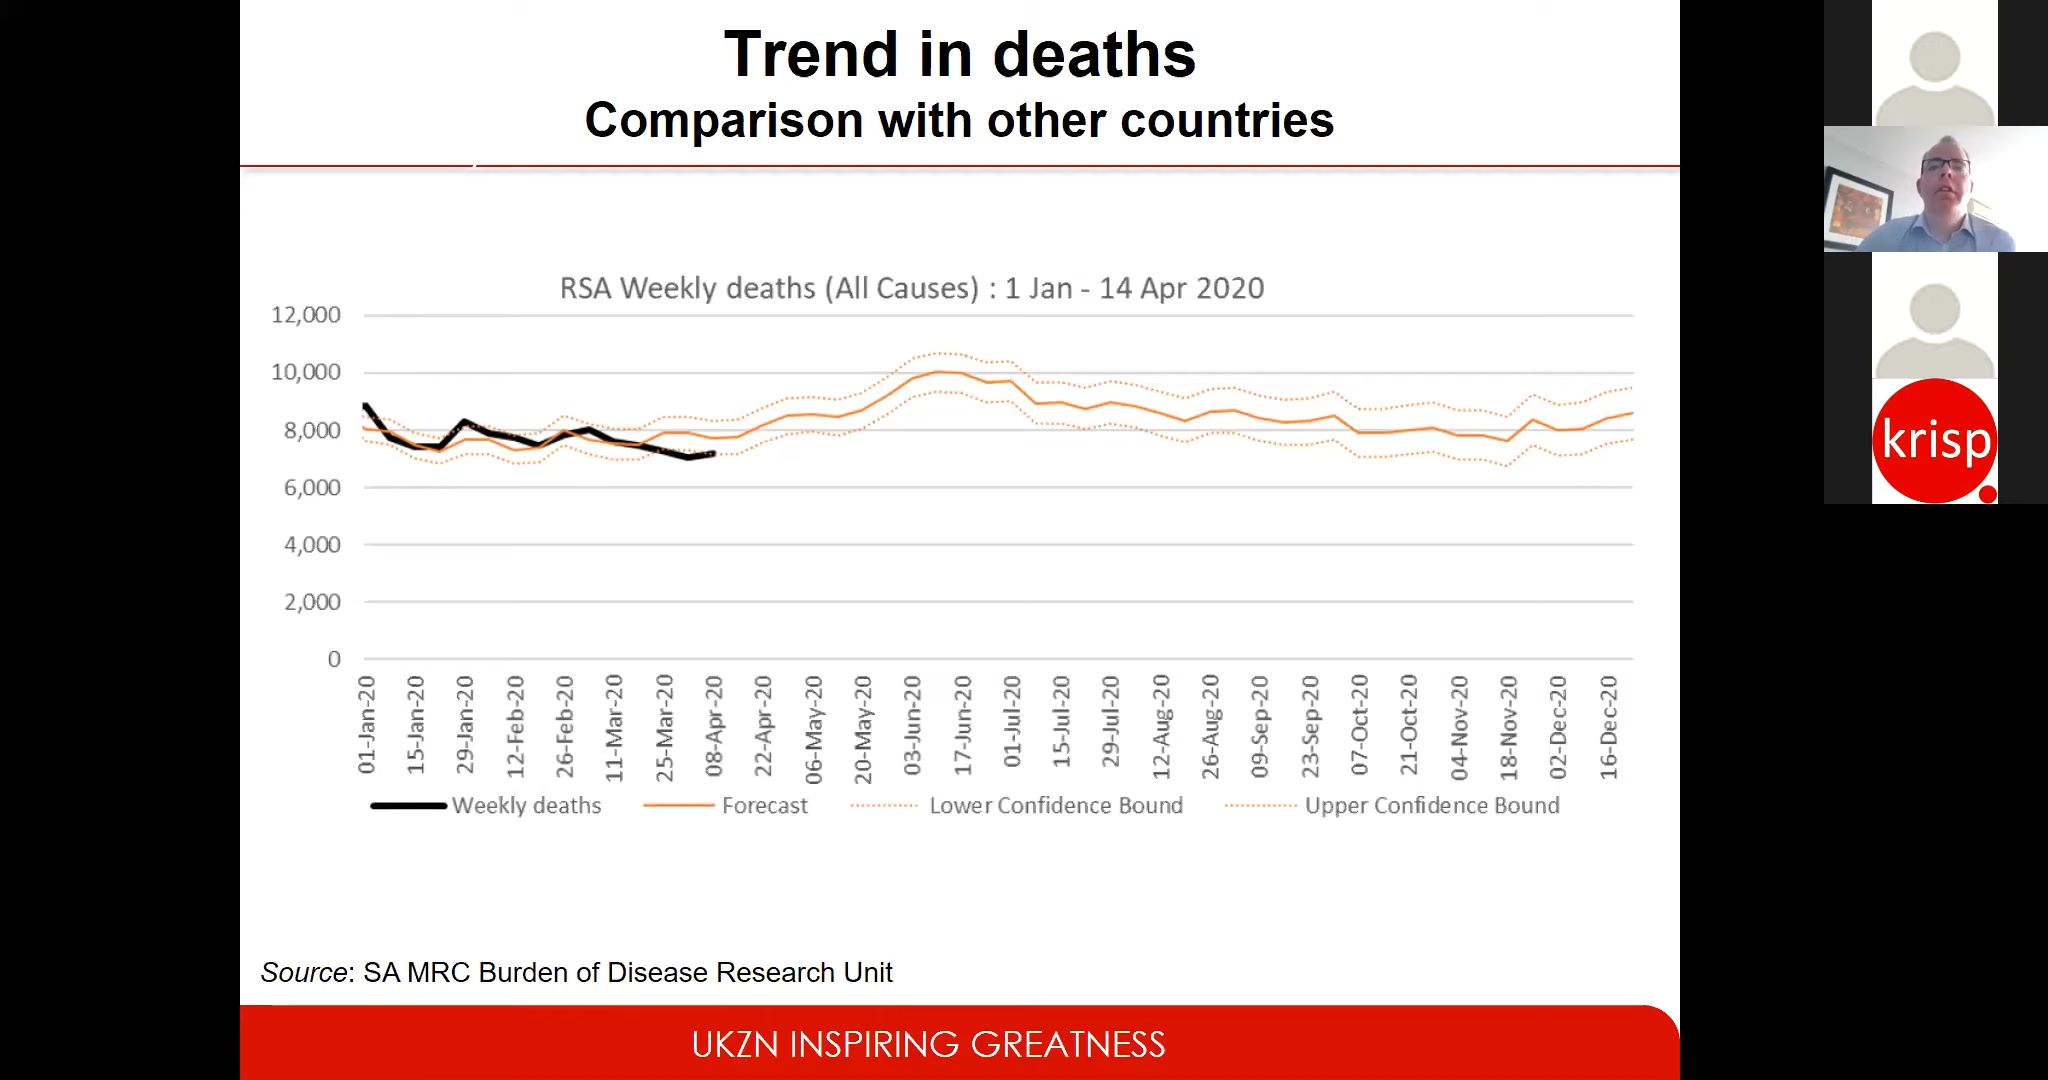 Trend in deaths
Comparison with other countries
RSA Weekly deaths (All Causes) : 1 Jan - 14 Apr 2020
12,000
10,000
8,000
6,000
4,000
2,000
0
01-Jan-20
15-Jan-20
29-Jan-20
12-Feb-20
26-Feb-20
11-Mar-20
25-Mar-20
08-Apr-20
22-Apr-20
06-May-20
20-May-20
03-Jun-20
17-Jun-20
01-Jul-20
15-Jul-20
29-Jul-20
12-Aug-20
26-Aug-20
09-Sep-20
23-Sep-20
07-Oct-20
21-Oct-20
04-Nov-20
18-Nov-20
02-Dec-20
16-Dec-20
Weekly deaths
Forecast
Lower Confidence Bound
Upper Confidence Bound
Source: SA MRC Burden of Disease Research Unit
UKZN INSPIRING GREATNESS
krisp